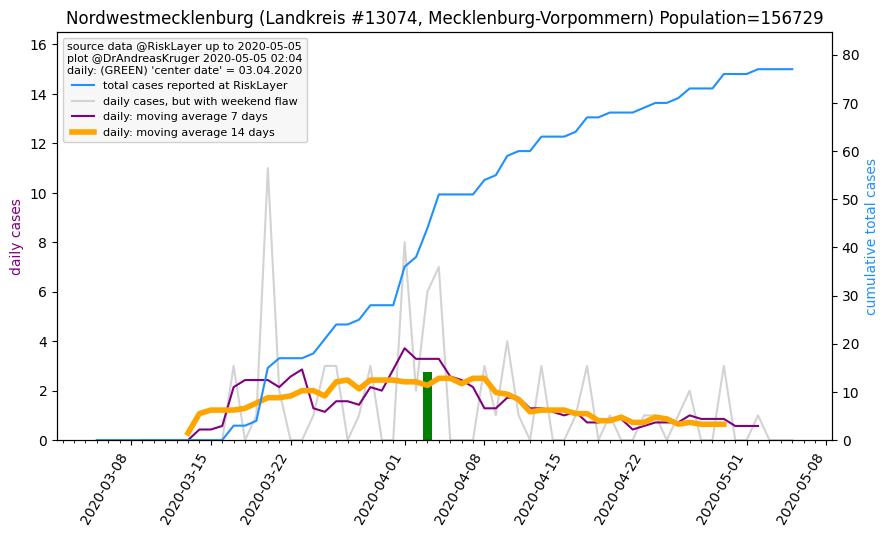 Nordwestmecklenburg (Landkreis #13074, Mecklenburg-Vorpommern) Population=156729
source data @RiskLayer up to 2020-05-05
plot @DrAndreasKruger 2020-05-05 02:04
daily: (GREEN) 'center date' = 03.04.2020
total cases reported at RiskLayer
daily cases, but with weekend flaw
daily: moving average 7 days
daily: moving average 14 days
daily cases
16
14
12
10
8
6
4
2
0
cumulative total cases
80
70
60
50
40
30
20
10
0
2020-03-08
2020-03-15
2020-03-22
2020-04-01
2020-04-08
2020-04-15
2020-04-22
2020-05-01
2020-05-08